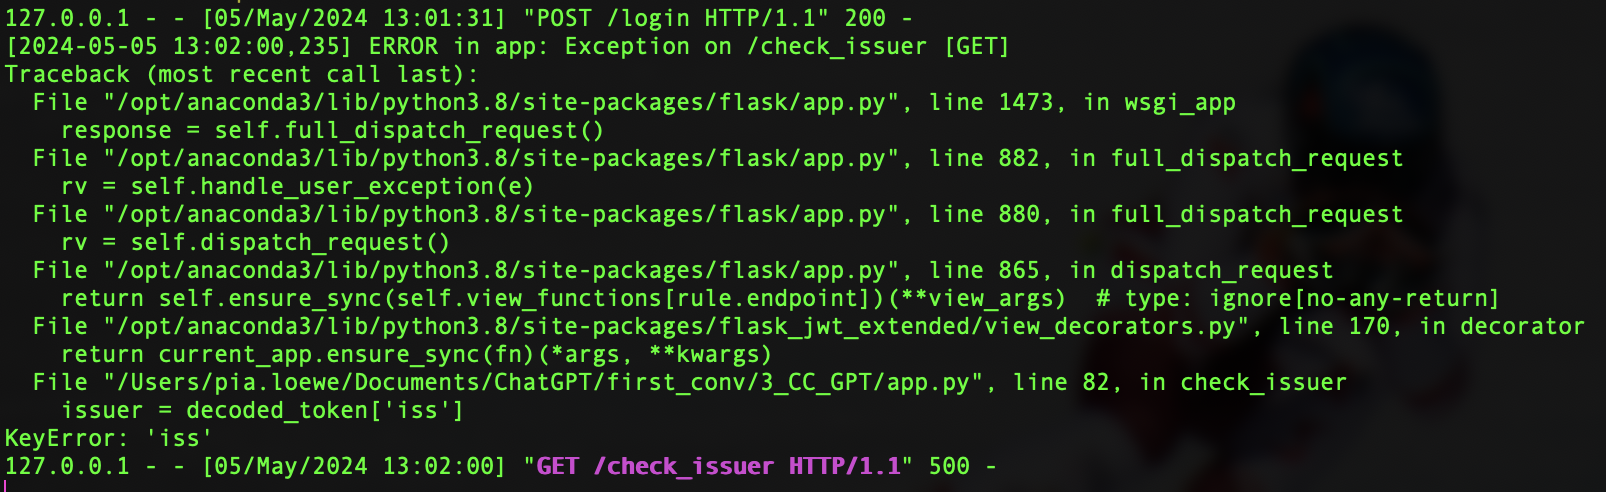 127.0.0.1 - - [05/May/2024 13:01:31] "POST /login HTTP/1.1" 200 -
[2024-05-05 13:02:00,235] ERROR in app: Exception on /check_issuer [GET]
Traceback (most recent call last):
  File "/opt/anaconda3/lib/python3.8/site-packages/flask/app.py", line 1473, in wsgi_app
    response = self.full_dispatch_request()
  File "/opt/anaconda3/lib/python3.8/site-packages/flask/app.py", line 882, in full_dispatch_request
    rv = self.handle_user_exception(e)
  File "/opt/anaconda3/lib/python3.8/site-packages/flask/app.py", line 880, in full_dispatch_request
    rv = self.dispatch_request()
  File "/opt/anaconda3/lib/python3.8/site-packages/flask/app.py", line 865, in dispatch_request
    return self.ensure_sync(self.view_functions[rule.endpoint])(**view_args)  # type: ignore[no-any-return]
  File "/opt/anaconda3/lib/python3.8/site-packages/flask_jwt_extended/view_decorators.py", line 170, in decorator
    return current_app.ensure_sync(fn)(*args, **kwargs)
  File "/Users/pia.loewe/Documents/ChatGPT/first_conv/3_CC_GPT/app.py", line 82, in check_issuer
    issuer = decoded_token['iss']
KeyError: 'iss'
127.0.0.1 - - [05/May/2024 13:02:00] "GET /check_issuer HTTP/1.1" 500 -